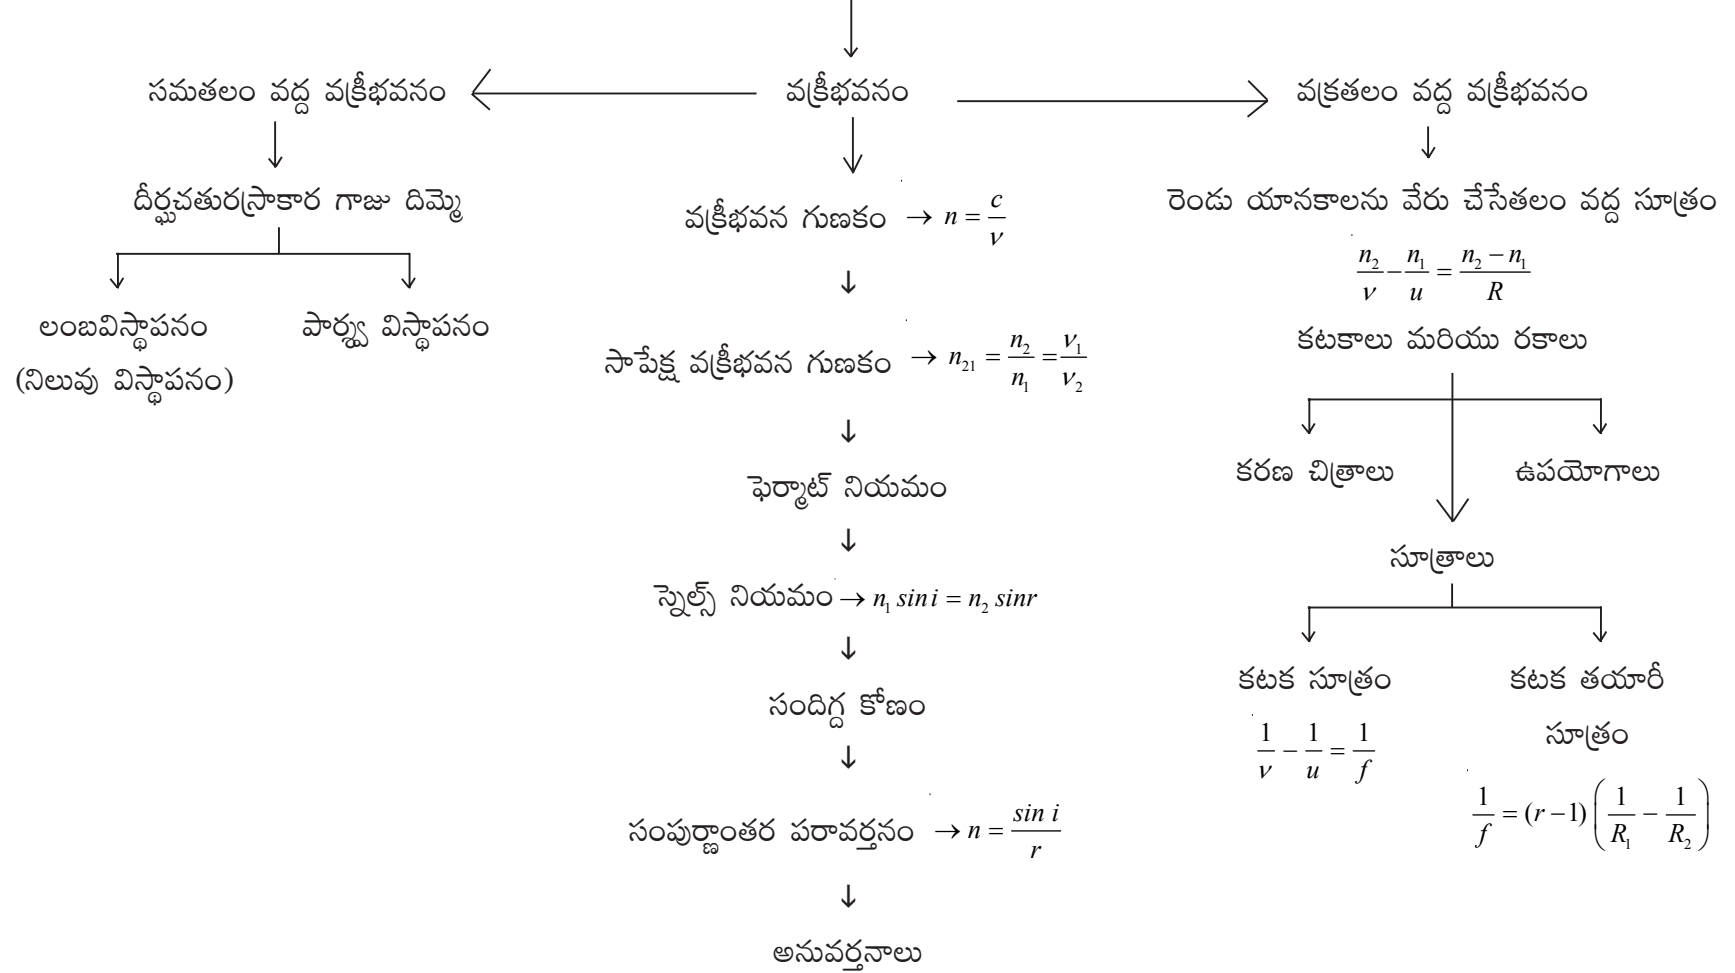 సమతలం వద్ద వక్రీభవనం
వక్రీభవనం
వక్రతలం వద్ద వక్రీభవనం
దీర్ఘచతురస్రాకార గాజు దిమ్మె
లంబవిస్థాపనం
(నిలువు విస్థాపనం)
పార్శ్వ విస్థాపనం
వక్రీభవన గుణకం → n = c/ν
సాపేక్ష వక్రీభవన గుణకం → n₂₁ = n₂/n₁ = ν₁/ν₂
ఫెర్మాట్ నియమం
స్నెల్స్ నియమం → n₁ sin i = n₂ sinr
సందిగ్ద కోణం
సంపుర్ణాంతర పరావర్తనం → n = sin i/r
అనువర్తనాలు
రెండు యానకాలను వేరు చేసేతలం వద్ద సూత్రం
n₂/ν − n₁/u = n₂ − n₁/R
కటకాలు మరియు రకాలు
కరణ చిత్రాలు
ఉపయోగాలు
సూత్రాలు
కటక సూత్రం
1/ν − 1/u = 1/f
కటక తయారీ
సూత్రం
1/f = (r −1) (1/R₁ − 1/R₂)